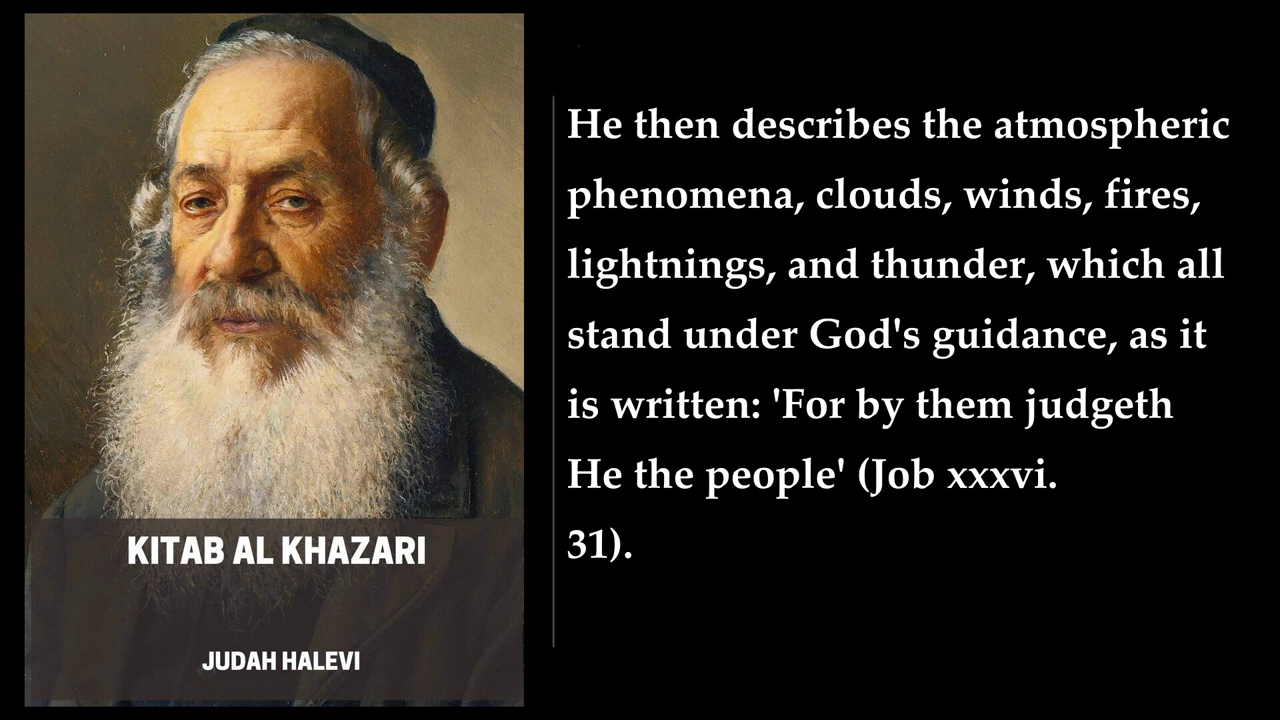 KITAB AL KHAZARI
JUDAH HALEVI
He then describes the atmospheric
phenomena, clouds, winds, fires,
lightnings, and thunder, which all
stand under God's guidance, as it
is written: 'For by them judgeth
He the people' (Job xxxvi.
31).